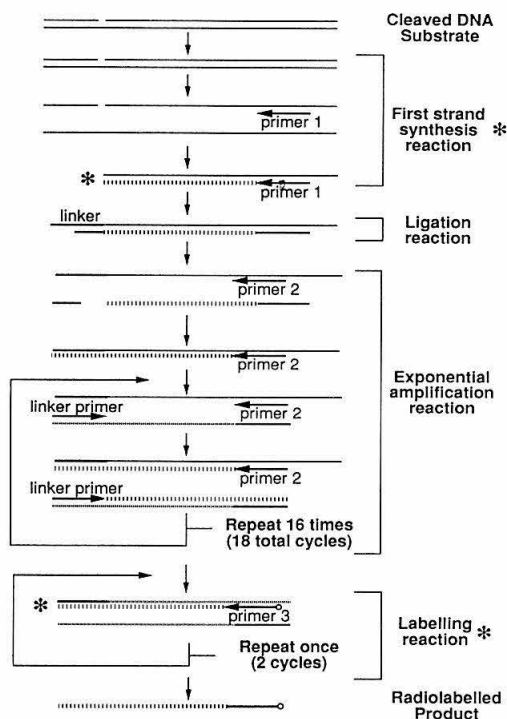 Cleaved DNA
Substrate
primer 1
First strand
synthesis *
reaction
* primer 1
linker
Ligation
reaction
primer 2
primer 2
Exponential
amplification
reaction
linker primer
primer 2
primer 2
linker primer
Repeat 16 times
(18 total cycles)
*
primer 3
Labelling
reaction *
Repeat once
(2 cycles)
Radiolabelled
Product